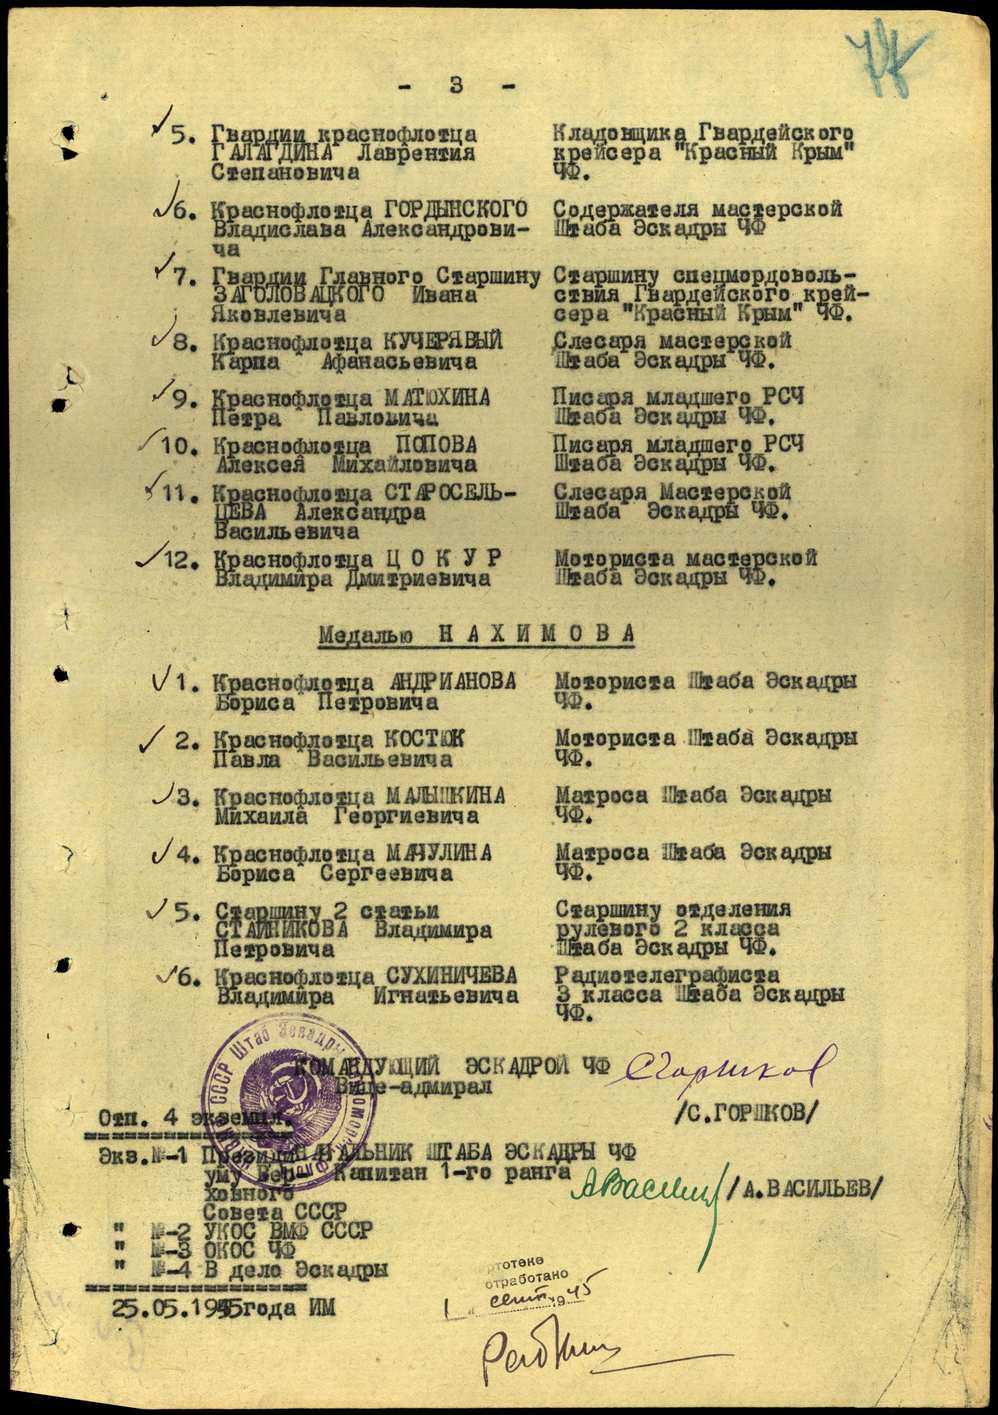 - 3 -
5. Гвардии краснофлотца
ГАЛАГДИНА Лаврентия
Степановича
Кладовщика Гвардейского
крейсера "Красный Крым"
ЧФ.
6. Краснофлотца ГОРДЫНСКОГО
Владислава Александрови-
ча
Содержателя мастерской
Штаба Эскадры ЧФ
7. Гвардии Главного Старшину
ЗАГОЛОВАЦКОГО Ивана
Яковлевича
Старшину спецмордоволь-
ствия Гвардейского крей-
сера "Красный Крым" ЧФ.
8. Краснофлотца КУЧЕРЯВЫЙ
Карпа Афанасьевича
Слесаря мастерской
Штаба Эскадры ЧФ.
9. Краснофлотца МАТЮХИНА
Петра Павловича
Писаря младшего РСЧ
Штаба Эскадры ЧФ.
10. Краснофлотца ПОПОВА
Алексея Михайловича
Писаря младшего РСЧ
Штаба Эскадры ЧФ.
11. Краснофлотца СТАРОСЕЛЬ-
ЦЕВА Александра
Васильевича
Слесаря Мастерской
Штаба Эскадры ЧФ.
12. Краснофлотца Ц О К У Р
Владимира Дмитриевича
Моториста мастерской
Штаба Эскадры ЧФ.
Медалью Н А Х И М О В А
1. Краснофлотца АНДРИАНОВА
Бориса Петровича
Моториста Штаба Эскадры
ЧФ.
2. Краснофлотца КОСТЮК
Павла Васильевича
Моториста Штаба Эскадры
ЧФ.
3. Краснофлотца МАЛЫШКИНА
Михаила Георгиевича
Матроса Штаба Эскадры
ЧФ.
4. Краснофлотца МАЧУЛИНА
Бориса Сергеевича
Матроса Штаба Эскадры
ЧФ.
5. Старшину 2 статьи
СТАЙНИКОВА Владимира
Петровича
Старшину отделения
рулевого 2 класса
Штаба Эскадры ЧФ.
6. Краснофлотца СУХИНИЧЕВА
Владимира Игнатьевича
Радиотелеграфиста
3 класса Штаба Эскадры
ЧФ.
СССР Штаб Эскадры
КОМАНДУЮЩИЙ ЭСКАДРОЙ ЧФ
Вице-адмирал
СГоршков
/С.ГОРШКОВ/
Отп. 4 экземпл.
НАЧАЛЬНИК ШТАБА ЭСКАДРЫ ЧФ
Капитан 1-го ранга
АВасильев
/А.ВАСИЛЬЕВ/
Экз.№-1 Президи
уму Вер-
ховного
Совета СССР
" №-2 УКОС ВМФ СССР
" №-3 ОКОС ЧФ
" №-4 В дело Эскадры
25.05.1945года ИМ
ртотеке
отработано
1 сент. 1945